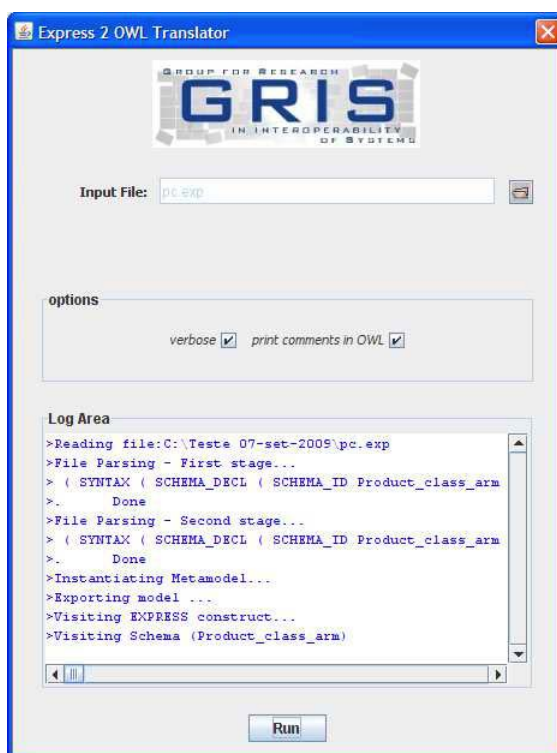 Express 2 OWL Translator
GROUP FOR RESEARCH
GRIS
IN INTEROPERABILITY
OF SYSTEMS
Input File: pc.exp
options
verbose print comments in OWL
Log Area
>Reading file:C:\Teste 07-set-2009\pc.exp
>File Parsing - First stage...
> ( SYNTAX ( SCHEMA_DECL ( SCHEMA_ID Product_class_arm
>. Done
>File Parsing - Second stage...
> ( SYNTAX ( SCHEMA_DECL ( SCHEMA_ID Product_class_arm
>. Done
>Instantiating Metamodel...
>Exporting model ...
>Visiting EXPRESS construct...
>Visiting Schema (Product_class_arm)
Run